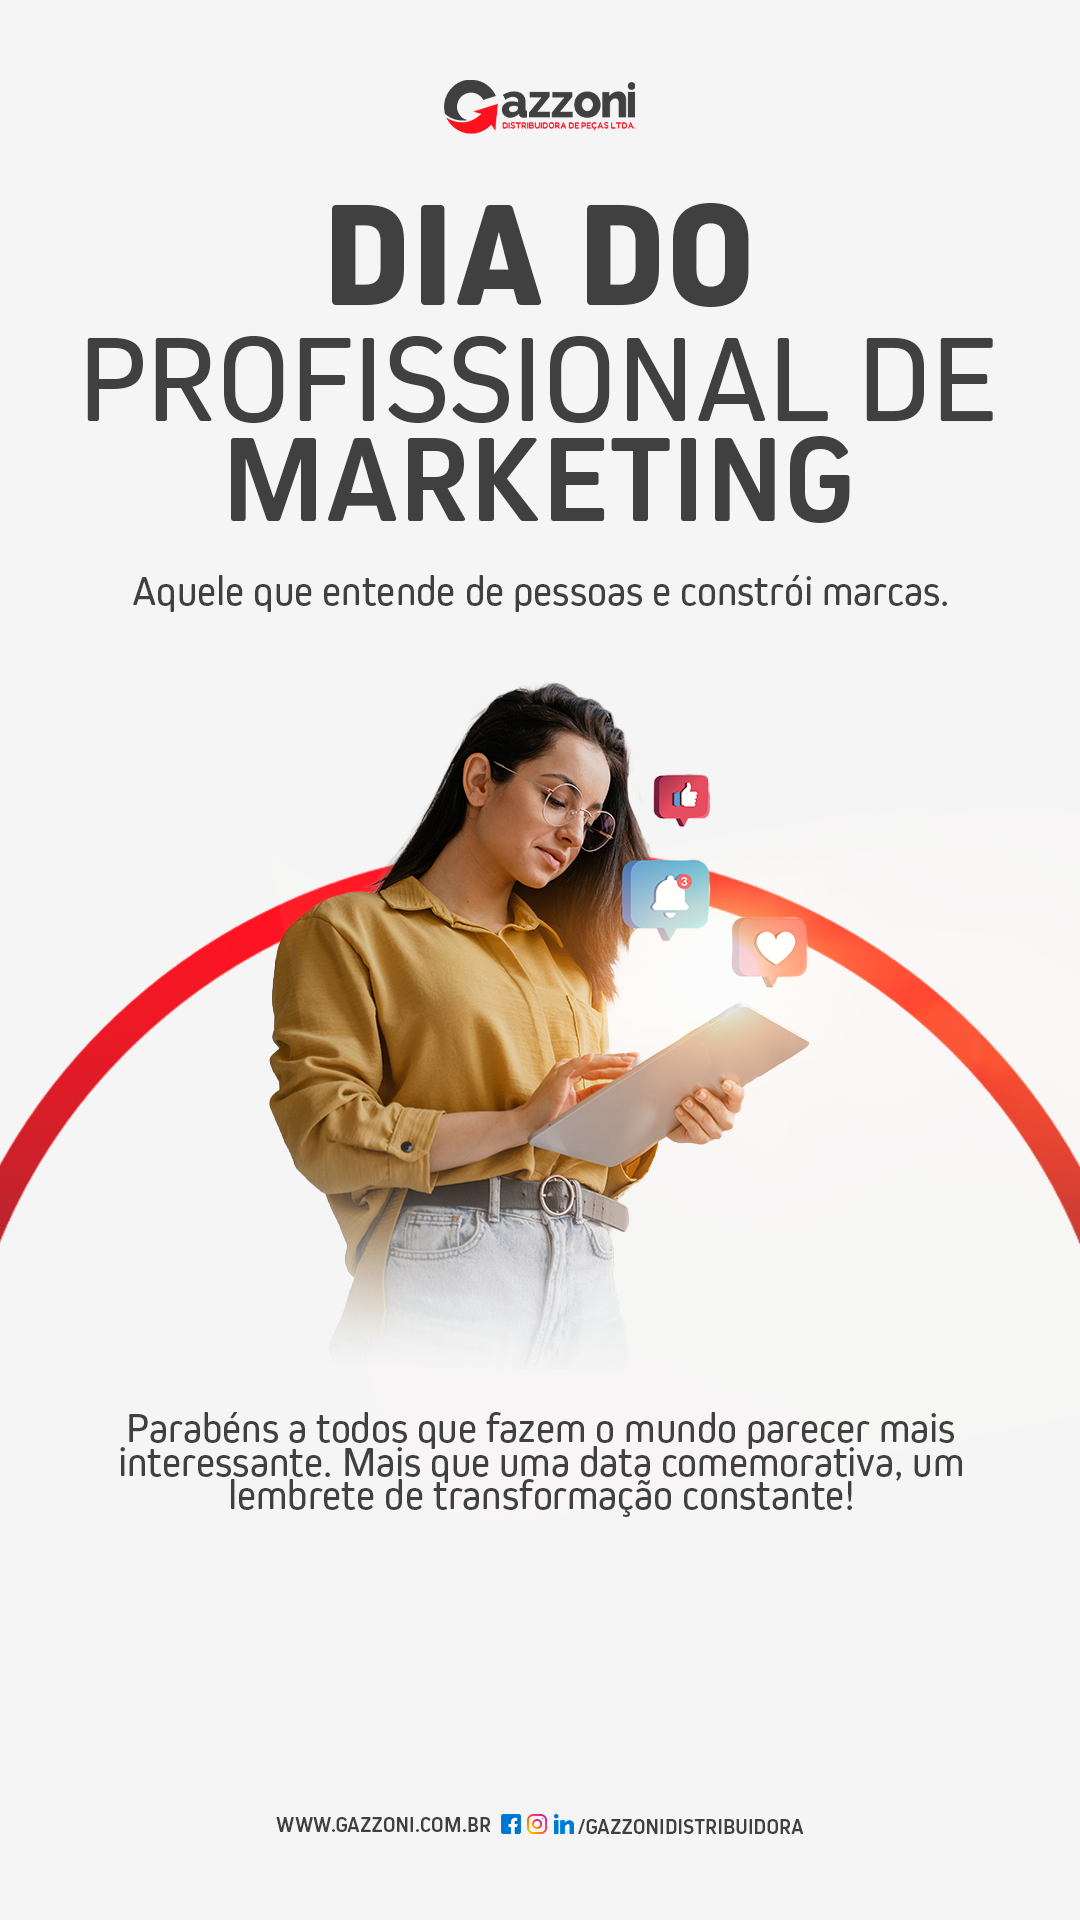 Gazzoni
DISTRIBUIDORA DE PEÇAS LTDA.
DIA DO
PROFISSIONAL DE
MARKETING
Aquele que entende de pessoas e constrói marcas.
3
Parabéns a todos que fazem o mundo parecer mais
interessante. Mais que uma data comemorativa, um
lembrete de transformação constante!
WWW.GAZZONI.COM.BR /GAZZONIDISTRIBUIDORA